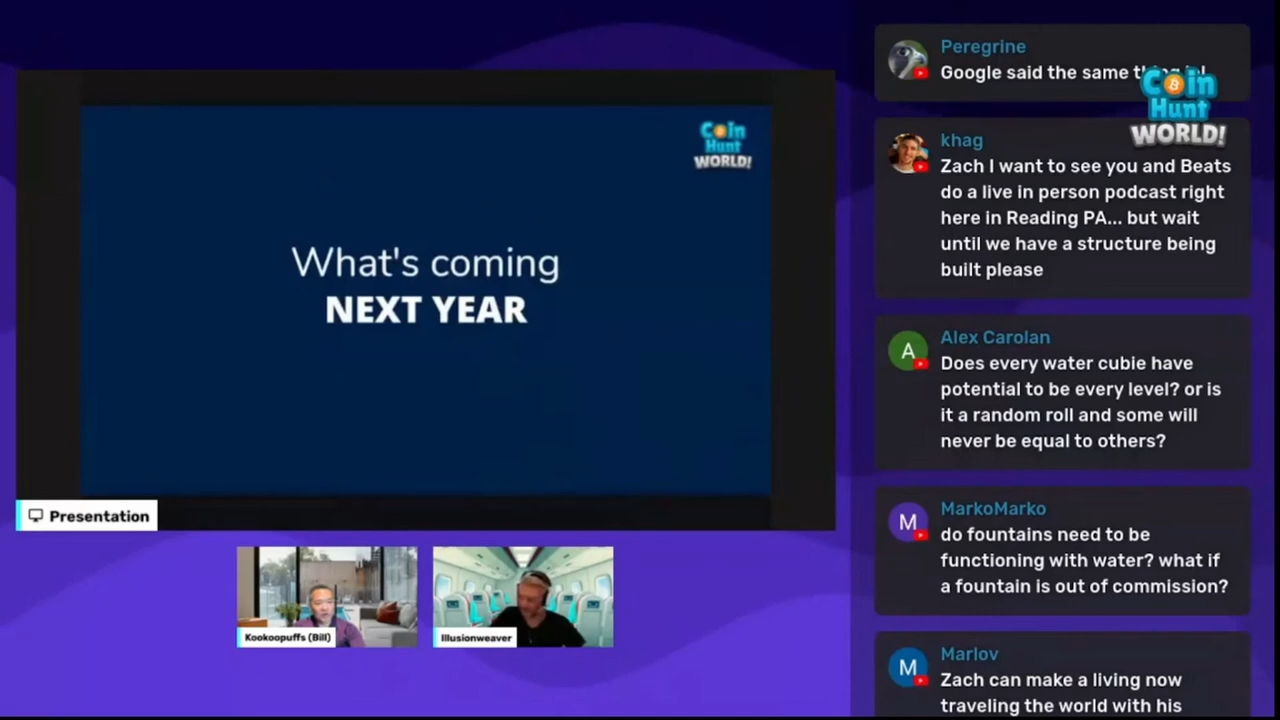 Coin
Hunt
WORLD!
What's coming
NEXT YEAR
Presentation
Kookoopuffs (Bill)
Illusionweaver
Peregrine
Google said the same
Coin
Hunt
WORLD!
khag
Zach I want to see you and Beats
do a live in person podcast right
here in Reading PA... but wait
until we have a structure being
built please
A
Alex Carolan
Does every water cubie have
potential to be every level? or is
it a random roll and some will
never be equal to others?
M
MarkoMarko
do fountains need to be
functioning with water? what if
a fountain is out of commission?
M
Marlov
Zach can make a living now
traveling the world with his